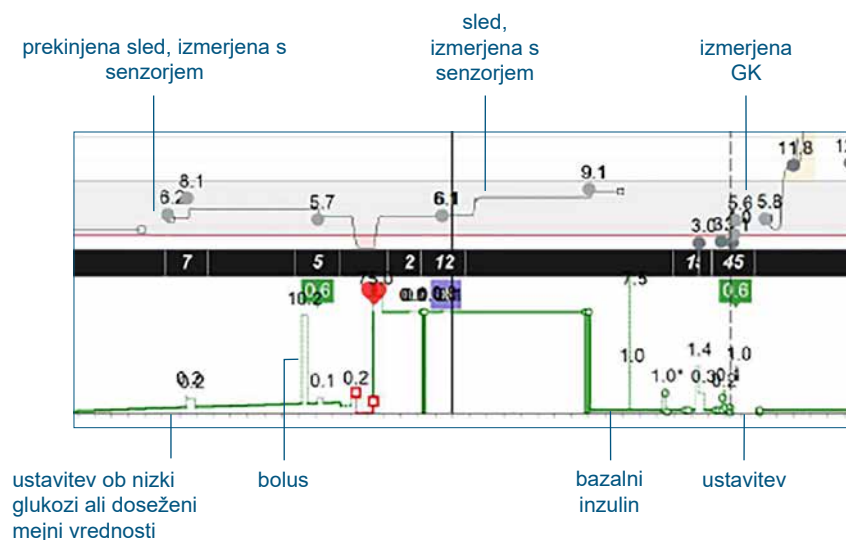 sled,
izmerjena s
senzorjem
prekinjena sled, izmerjena s
senzorjem
izmerjena
GK
6.2
8.1
5.7
6.1
9.1
3.0
5.6
5.8
11.8
7
5
2
12
45
0.6
10.2
0.6
7.5
0.2
0.1
0.2
1.0
1.0*
1.4
0.3
1.0
ustavitev ob nizki
glukozi ali doseženi
mejni vrednosti
bolus
bazalni
inzulin
ustavitev